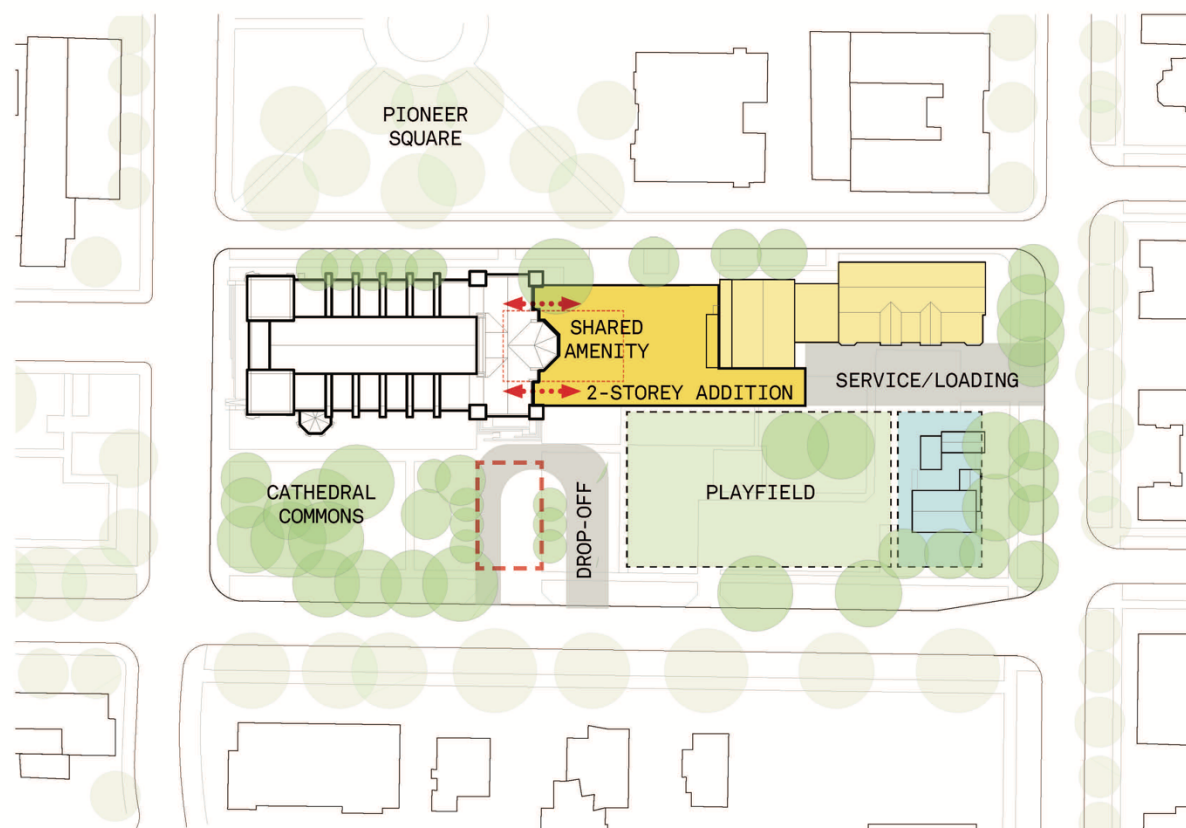 PIONEER
SQUARE
SHARED
AMENITY
2-STOREY ADDITION
SERVICE/LOADING
CATHEDRAL
COMMONS
DROP-OFF
PLAYFIELD